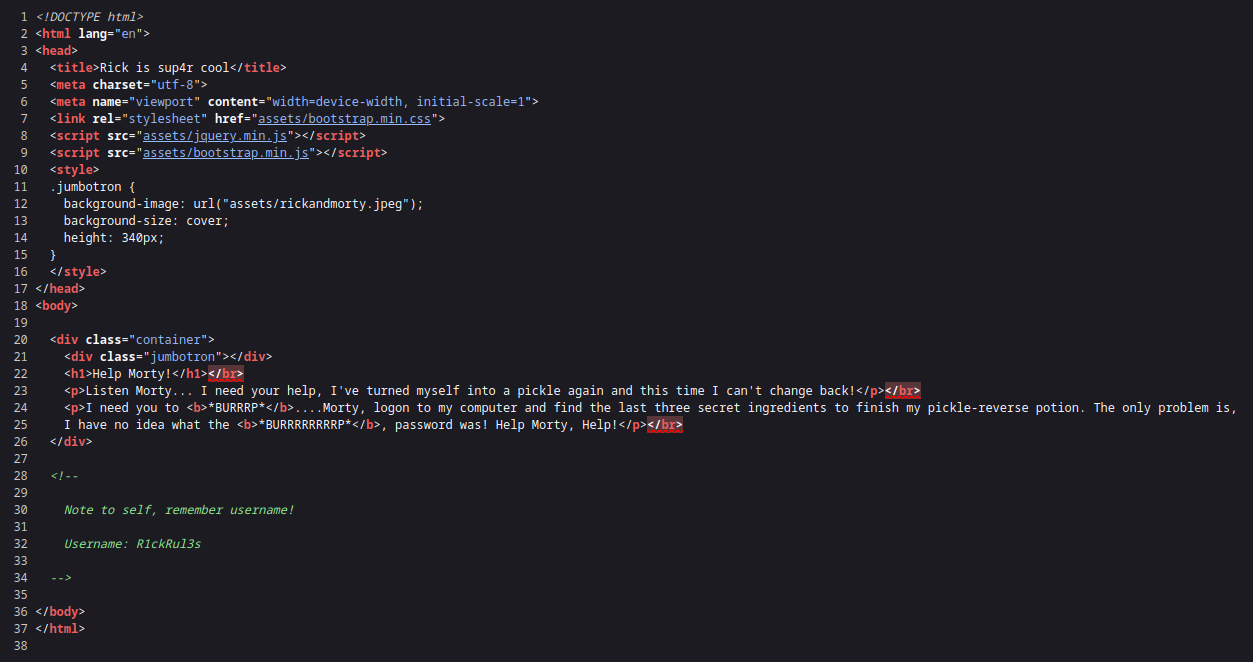 1 <!DOCTYPE html>
2 <html lang="en">
3 <head>
4   <title>Rick is sup4r cool</title>
5   <meta charset="utf-8">
6   <meta name="viewport" content="width=device-width, initial-scale=1">
7   <link rel="stylesheet" href="assets/bootstrap.min.css">
8   <script src="assets/jquery.min.js"></script>
9   <script src="assets/bootstrap.min.js"></script>
10   <style>
11   .jumbotron {
12     background-image: url("assets/rickandmorty.jpeg");
13     background-size: cover;
14     height: 340px;
15   }
16   </style>
17 </head>
18 <body>
19
20   <div class="container">
21     <div class="jumbotron"></div>
22     <h1>Help Morty!</h1></br>
23     <p>Listen Morty... I need your help, I've turned myself into a pickle again and this time I can't change back!</p></br>
24     <p>I need you to <b>*BURRRP*</b>....Morty, logon to my computer and find the last three secret ingredients to finish my pickle-reverse potion. The only problem is,
25     I have no idea what the <b>*BURRRRRRRRP*</b>, password was! Help Morty, Help!</p></br>
26   </div>
27
28   <!--
29
30     Note to self, remember username!
31
32     Username: R1ckRul3s
33
34   -->
35
36 </body>
37 </html>
38